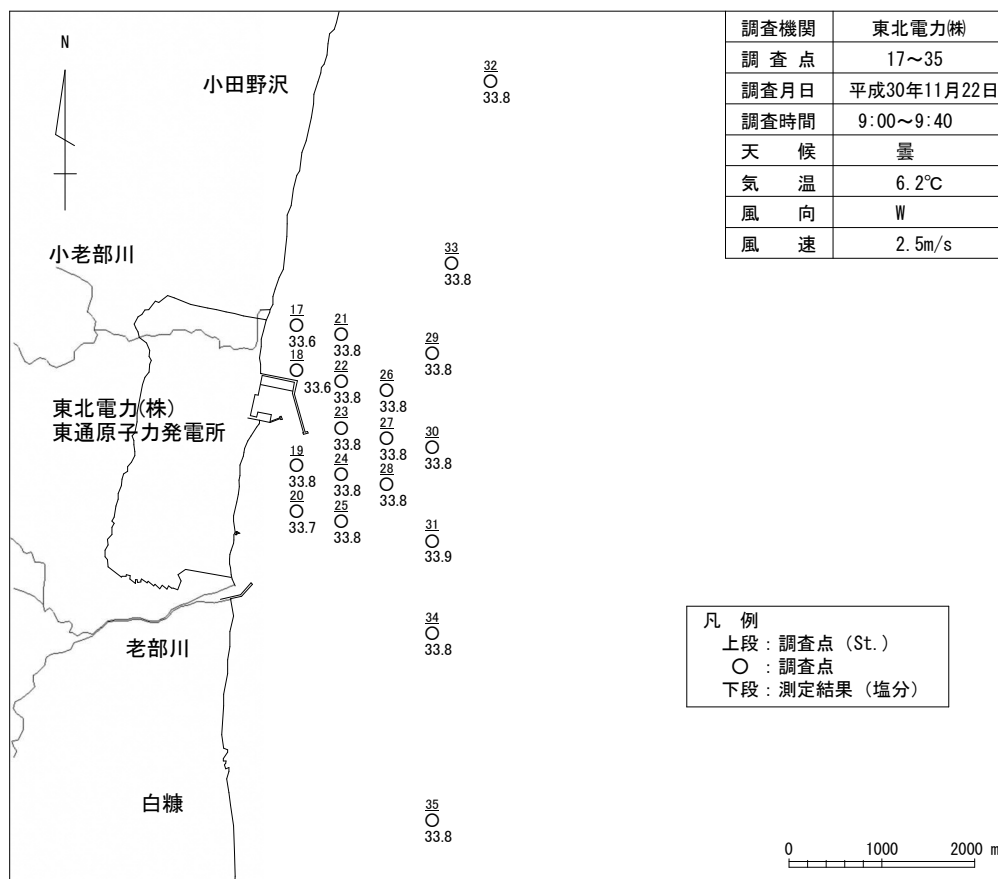 調査機関 東北電力㈱
調査点 17～35
調査月日 平成30年11月22日
調査時間 9:00～9:40
天候 曇
気温 6.2℃
風向 W
風速 2.5m/s
N
小田野沢
32
33.8
小老部川
33
33.8
17
33.6
21
33.8
18
33.6
29
33.8
22
33.8
26
33.8
東北電力(株)
東通原子力発電所
23
33.8
27
33.8
30
33.8
19
33.8
24
33.8
28
33.8
20
33.7
25
33.8
31
33.9
34
33.8
老部川
凡 例
上段：調査点（St.）
○ ：調査点
下段：測定結果（塩分）
白糠
35
33.8
0 1000 2000 m